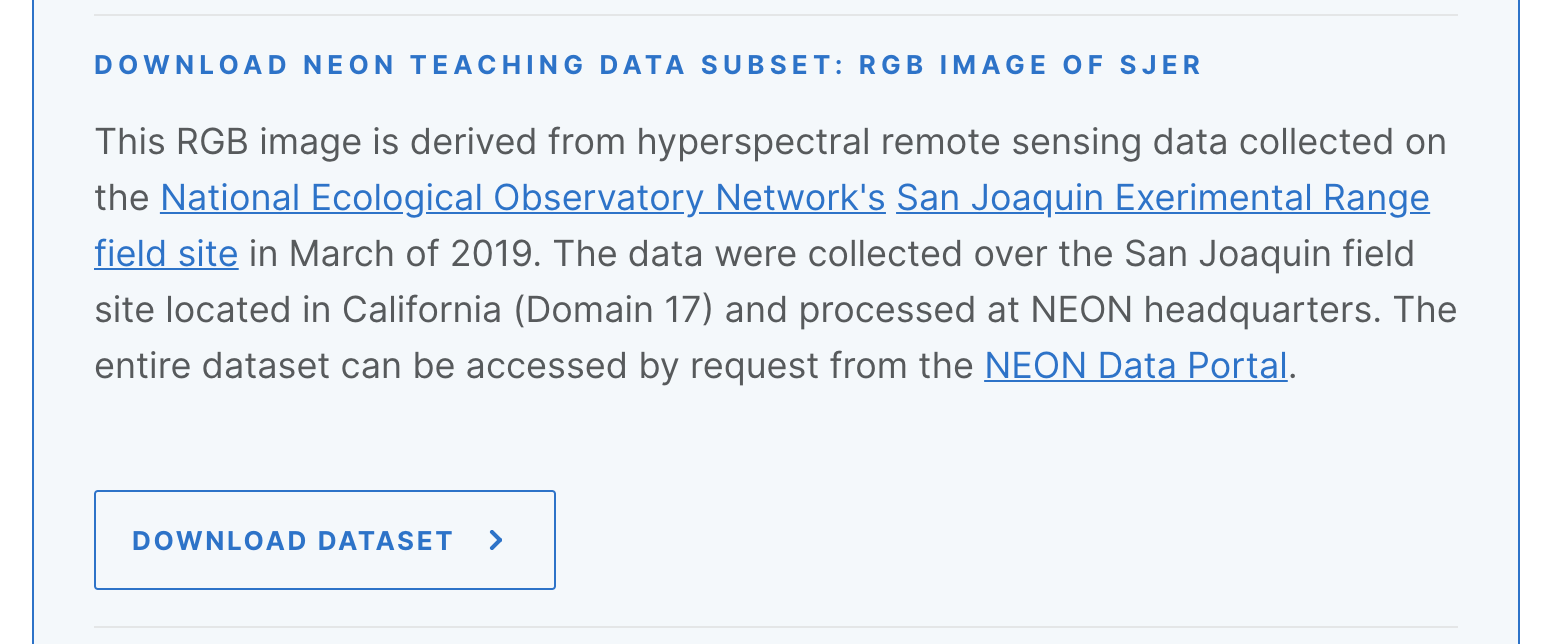 DOWNLOAD NEON TEACHING DATA SUBSET: RGB IMAGE OF SJER
This RGB image is derived from hyperspectral remote sensing data collected on
the National Ecological Observatory Network's San Joaquin Exerimental Range
field site in March of 2019. The data were collected over the San Joaquin field
site located in California (Domain 17) and processed at NEON headquarters. The
entire dataset can be accessed by request from the NEON Data Portal.
DOWNLOAD DATASET